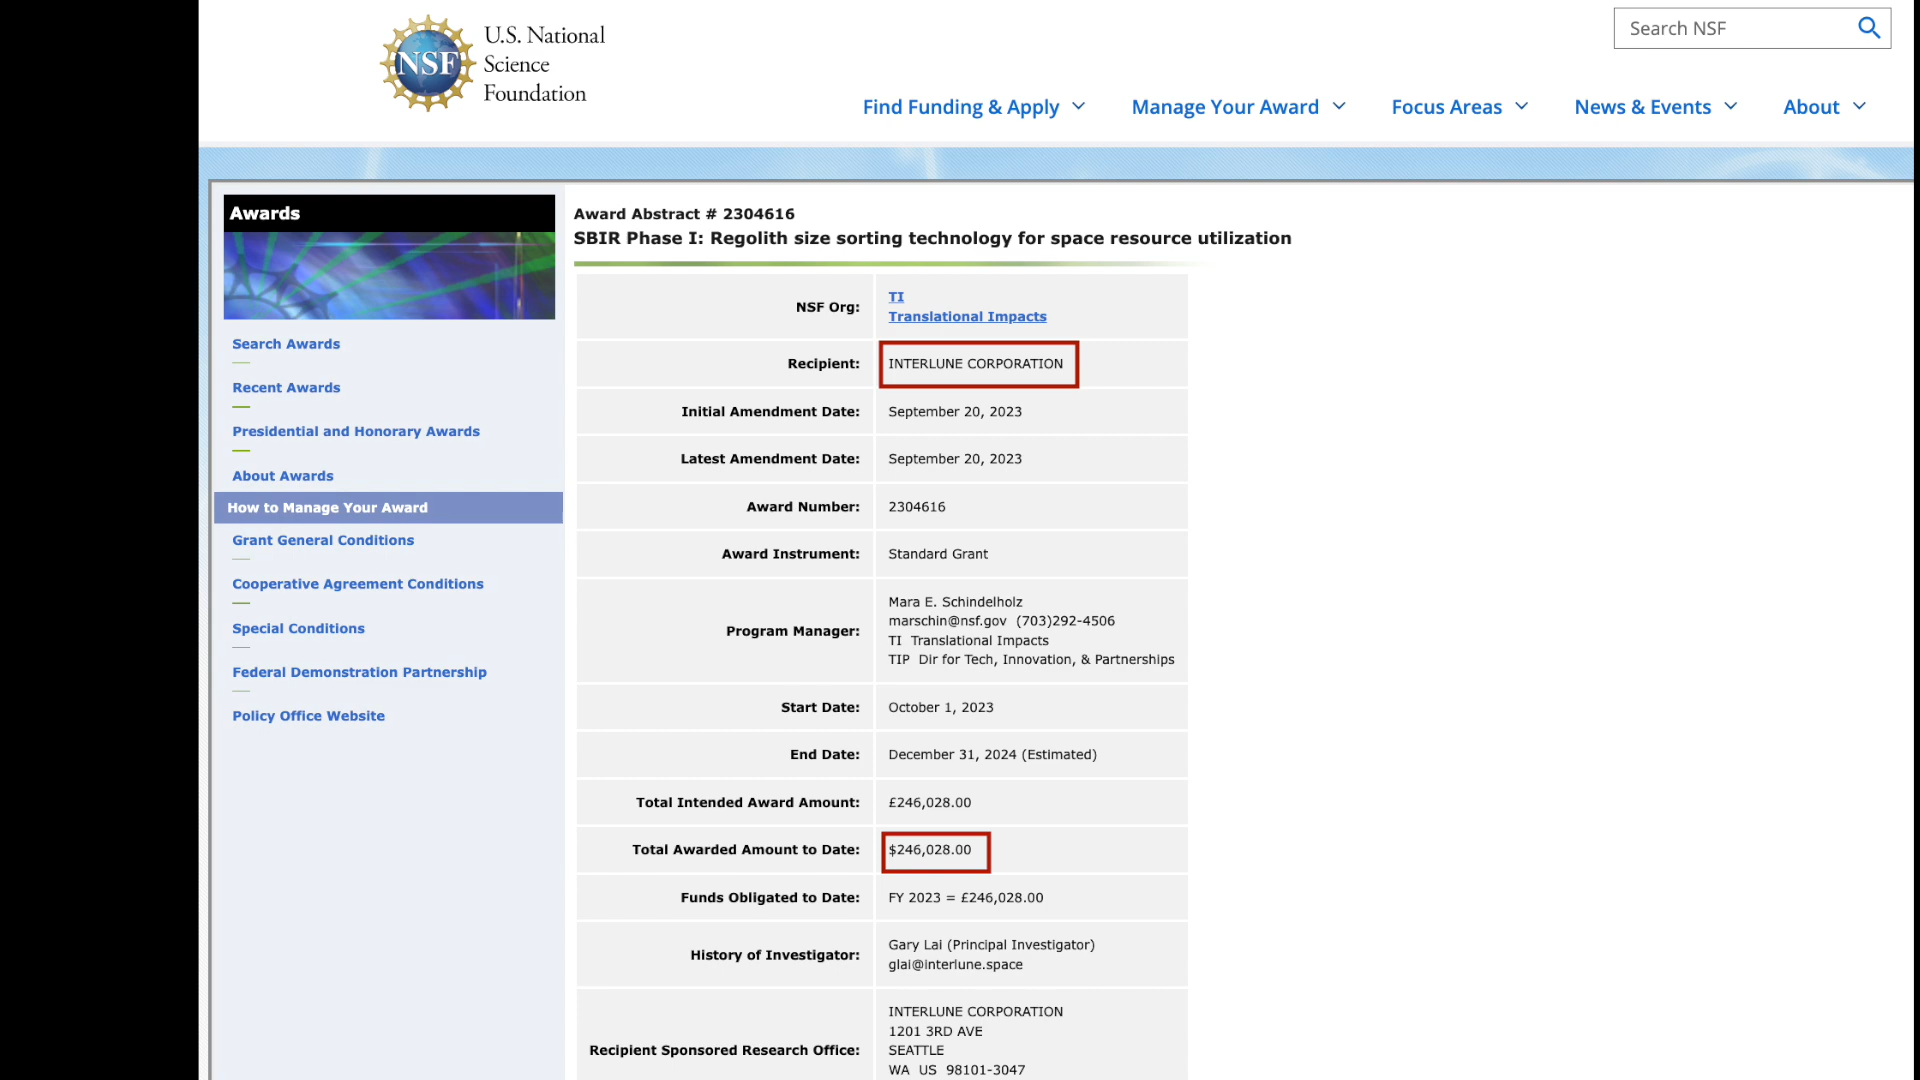 NSF
U.S. National
Science
Foundation
Search NSF
Find Funding & Apply
Manage Your Award
Focus Areas
News & Events
About
Awards
Search Awards
Recent Awards
Presidential and Honorary Awards
About Awards
How to Manage Your Award
Grant General Conditions
Cooperative Agreement Conditions
Special Conditions
Federal Demonstration Partnership
Policy Office Website
Award Abstract # 2304616
SBIR Phase I: Regolith size sorting technology for space resource utilization
NSF Org: TI
Translational Impacts
Recipient: INTERLUNE CORPORATION
Initial Amendment Date: September 20, 2023
Latest Amendment Date: September 20, 2023
Award Number: 2304616
Award Instrument: Standard Grant
Program Manager: Mara E. Schindelholz
marschin@nsf.gov (703)292-4506
TI Translational Impacts
TIP Dir for Tech, Innovation, & Partnerships
Start Date: October 1, 2023
End Date: December 31, 2024 (Estimated)
Total Intended Award Amount: £246,028.00
Total Awarded Amount to Date: $246,028.00
Funds Obligated to Date: FY 2023 = £246,028.00
History of Investigator: Gary Lai (Principal Investigator)
glai@interlune.space
Recipient Sponsored Research Office: INTERLUNE CORPORATION
1201 3RD AVE
SEATTLE
WA US 98101-3047